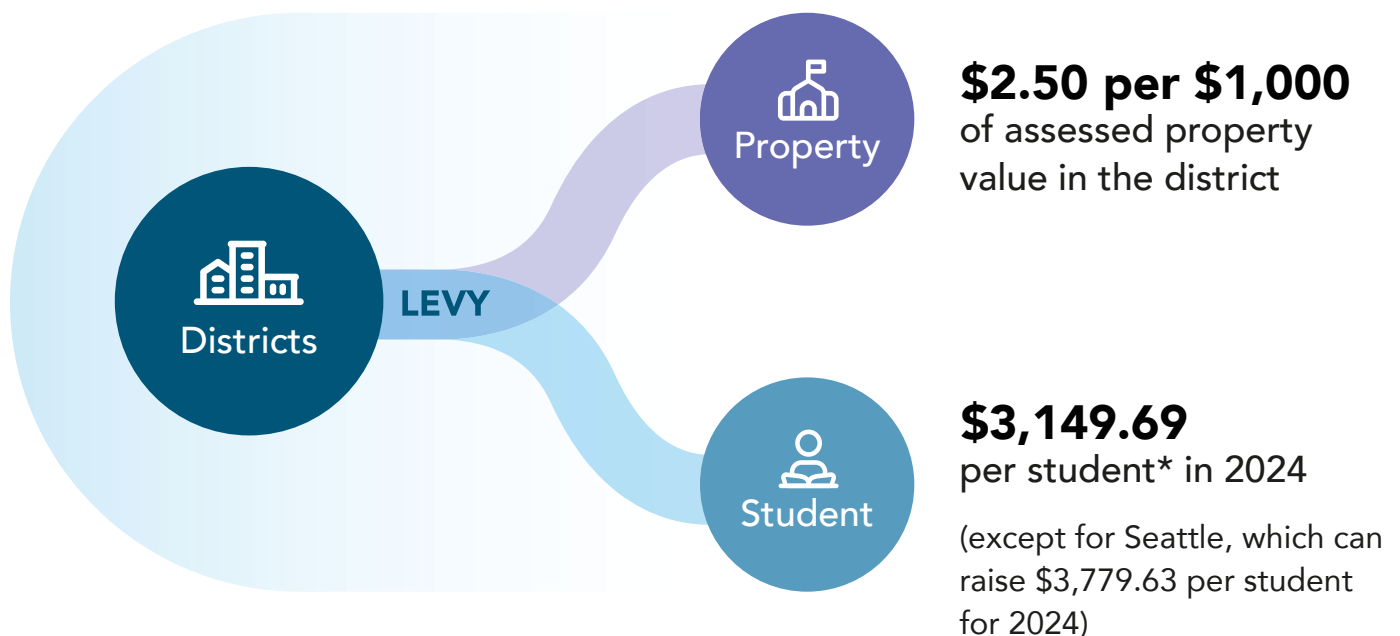 Districts
LEVY
Property
$2.50 per $1,000
of assessed property
value in the district
Student
$3,149.69
per student* in 2024
(except for Seattle, which can
raise $3,779.63 per student
for 2024)